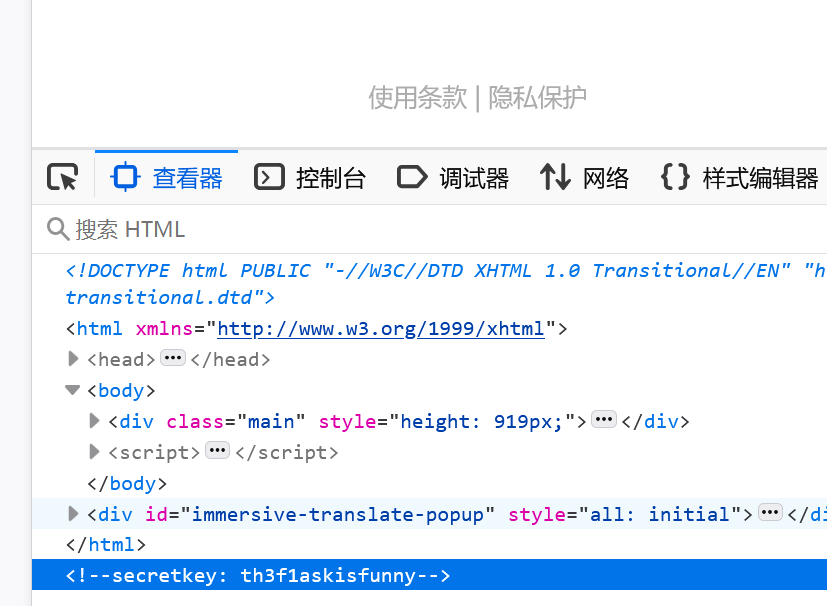 使用条款 | 隐私保护
查看器 控制台 调试器 网络 样式编辑器
搜索 HTML
<!DOCTYPE html PUBLIC "-//W3C//DTD XHTML 1.0 Transitional//EN" "h
transitional.dtd">
<html xmlns="http://www.w3.org/1999/xhtml">
<head>•••</head>
<body>
<div class="main" style="height: 919px;">•••</div>
<script>•••</script>
</body>
<div id="immersive-translate-popup" style="all: initial">•••</di
</html>
<!--secretkey: th3f1askisfunny-->